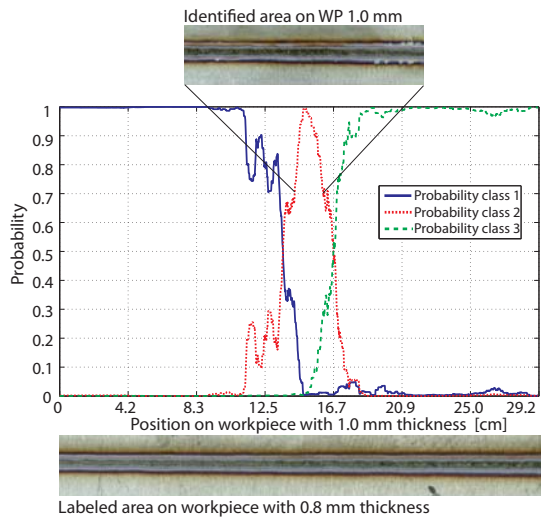 Identified area on WP 1.0 mm
1
0.9
0.8
0.7
0.6
0.5
0.4
0.3
0.2
0.1
0
Probability
Probability class 1
Probability class 2
Probability class 3
0 4.2 8.3 12.5 16.7 20.9 25.0 29.2
Position on workpiece with 1.0 mm thickness [cm]
Labeled area on workpiece with 0.8 mm thickness